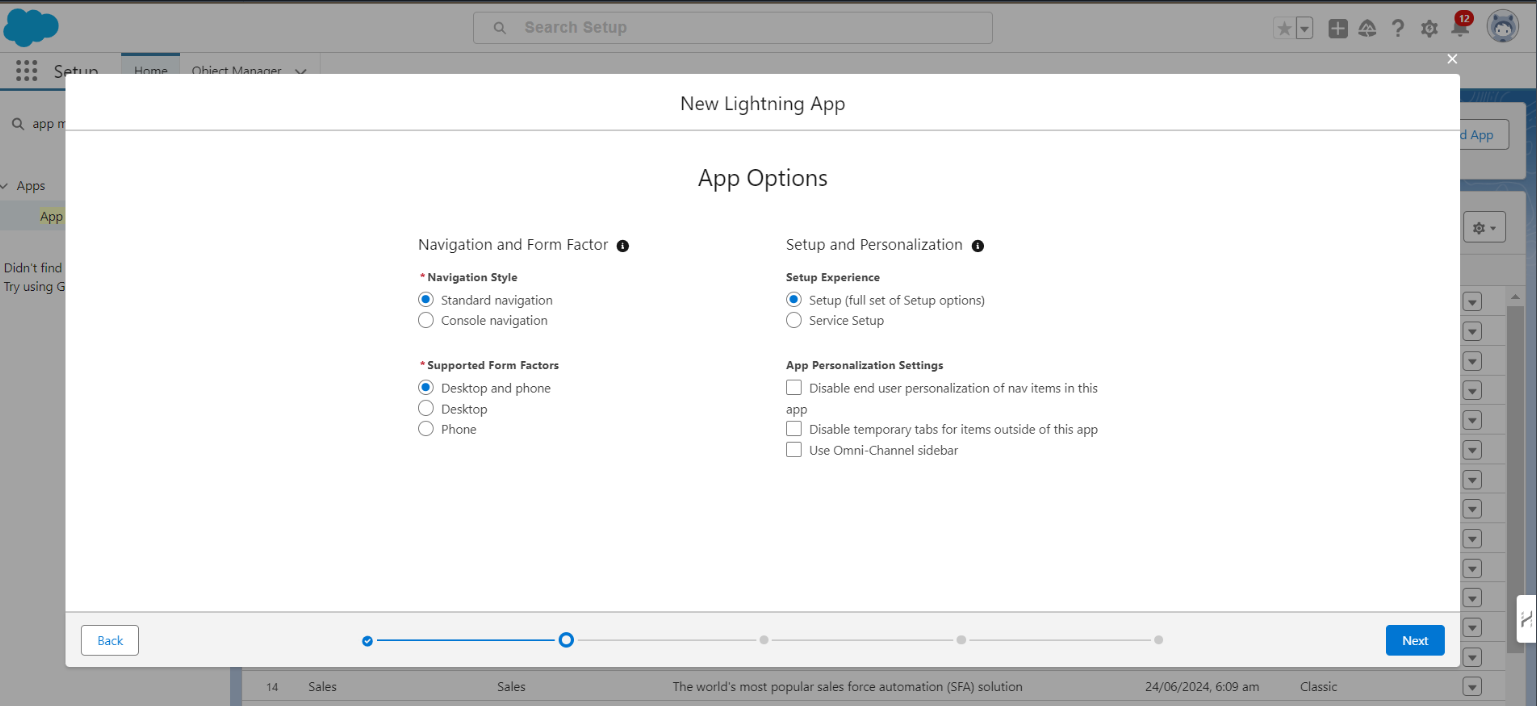 Search Setup
12
Setup
Home
Object Manager
New Lightning App
app m
d App
App Options
Apps
App
Navigation and Form Factor
Setup and Personalization
Didn't find
Try using G
* Navigation Style
Setup Experience
Standard navigation
Setup (full set of Setup options)
Console navigation
Service Setup
* Supported Form Factors
App Personalization Settings
Desktop and phone
Disable end user personalization of nav items in this
app
Desktop
Phone
Disable temporary tabs for items outside of this app
Use Omni-Channel sidebar
Back
Next
14 Sales Sales The world's most popular sales force automation (SFA) solution 24/06/2024, 6:09 am Classic